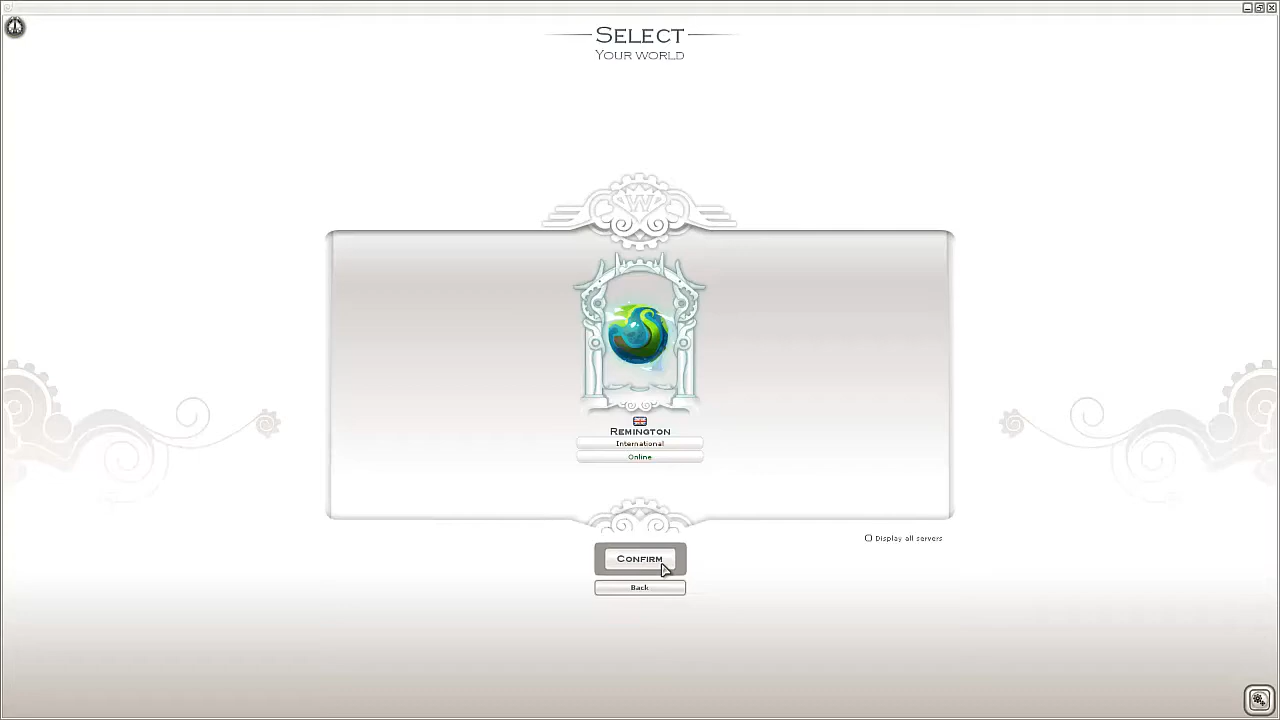 SELECT
YOUR WORLD
W
REMINGTON
International
Online
Display all servers
CONFIRM
Back